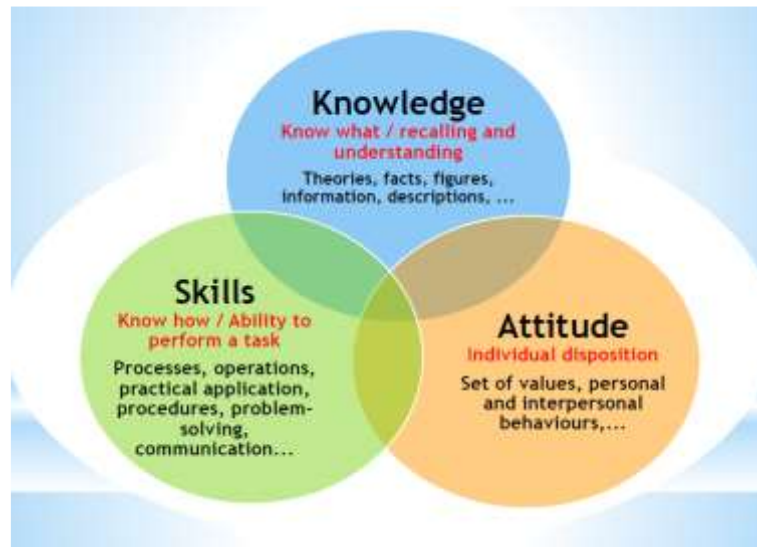 Knowledge
Know what / recalling and
understanding
Theories, facts, figures,
information, descriptions, ...
Skills
Know how / Ability to
perform a task
Processes, operations,
practical application,
procedures, problem-
solving,
communication...
Attitude
Individual disposition
Set of values, personal
and interpersonal
behaviours,...